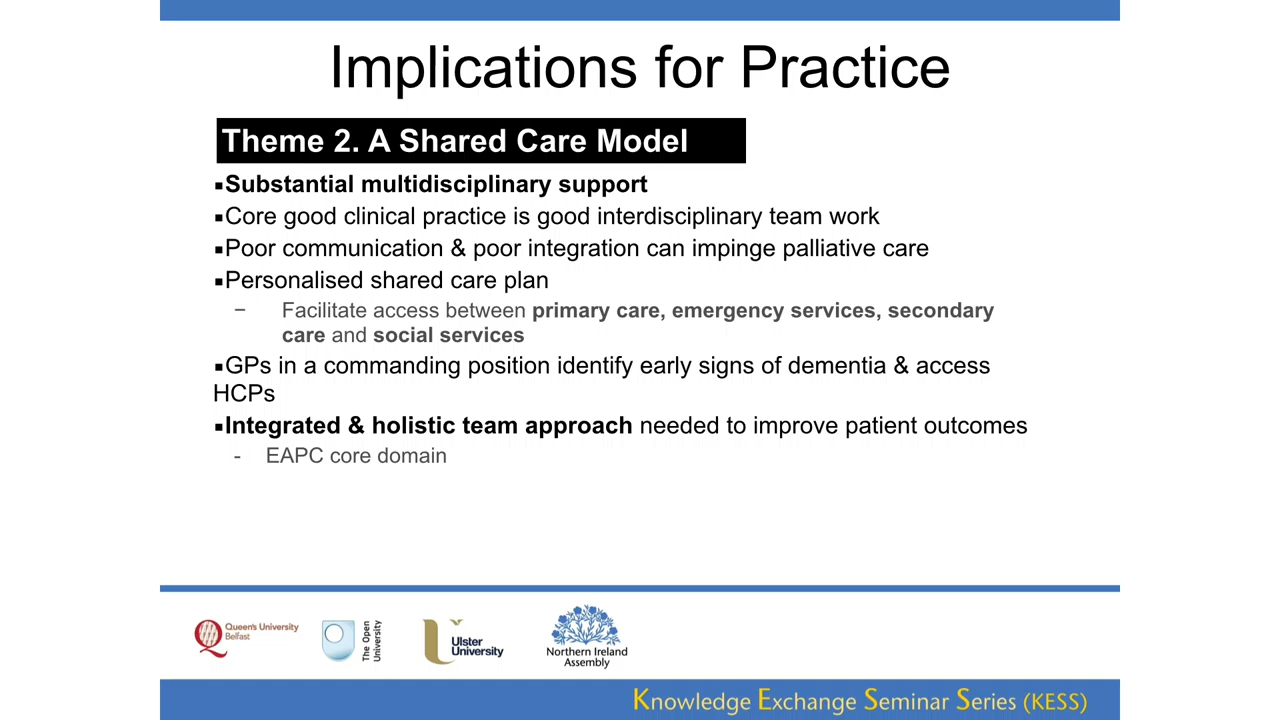 Implications for Practice
Theme 2. A Shared Care Model
▪Substantial multidisciplinary support
▪Core good clinical practice is good interdisciplinary team work
▪Poor communication & poor integration can impinge palliative care
▪Personalised shared care plan
− Facilitate access between primary care, emergency services, secondary
care and social services
▪GPs in a commanding position identify early signs of dementia & access
HCPs
▪Integrated & holistic team approach needed to improve patient outcomes
- EAPC core domain
Queen's University
Belfast
The Open
University
Ulster
University
Northern Ireland
Assembly
Knowledge Exchange Seminar Series (KESS)